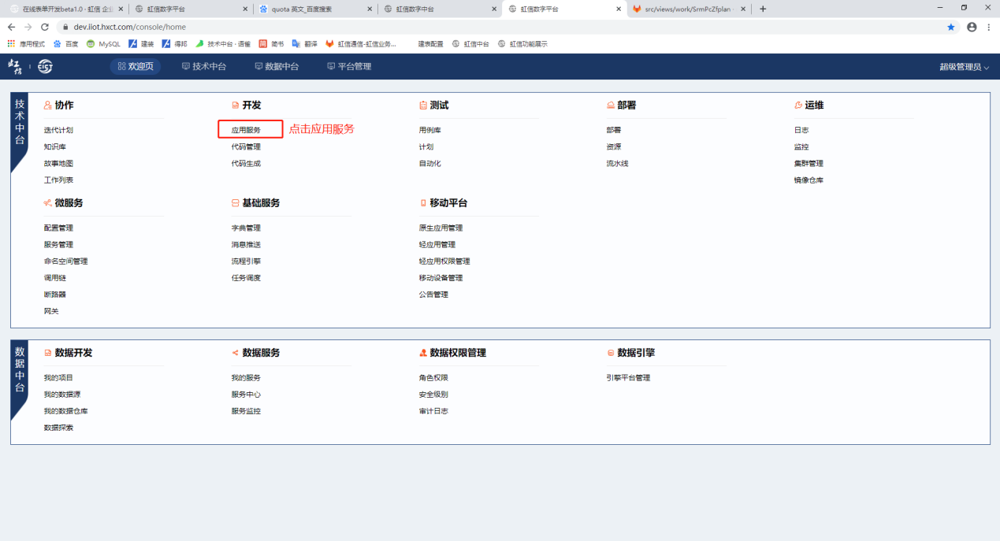 在线表单开发beta1.0 - 虹信 企业
虹信数字平台
quota 英文_百度搜索
虹信数字中台
虹信数字平台
src/views/work/SrmPcZfplan ·
dev.iiot.hxct.com/console/home
应用程式
百度
MySQL
建装
得邦
技术中台 · 语雀
简书
翻译
虹信通信-虹信业务...
建表配置
虹信中台
虹信功能展示
虹信
CICT
欢迎页
技术中台
数据中台
平台管理
超级管理员
技术中台
协作
开发
测试
部署
运维
迭代计划
应用服务
点击应用服务
用例库
部署
日志
知识库
代码管理
计划
资源
监控
故事地图
代码生成
自动化
流水线
集群管理
工作列表
镜像仓库
微服务
基础服务
移动平台
配置管理
字典管理
原生应用管理
服务管理
消息推送
轻应用管理
命名空间管理
流程引擎
轻应用权限管理
调用链
任务调度
移动设备管理
断路器
公告管理
网关
数据中台
数据开发
数据服务
数据权限管理
数据引擎
我的项目
我的服务
角色权限
引擎平台管理
我的数据源
服务中心
安全级别
我的数据仓库
服务监控
审计日志
数据探索